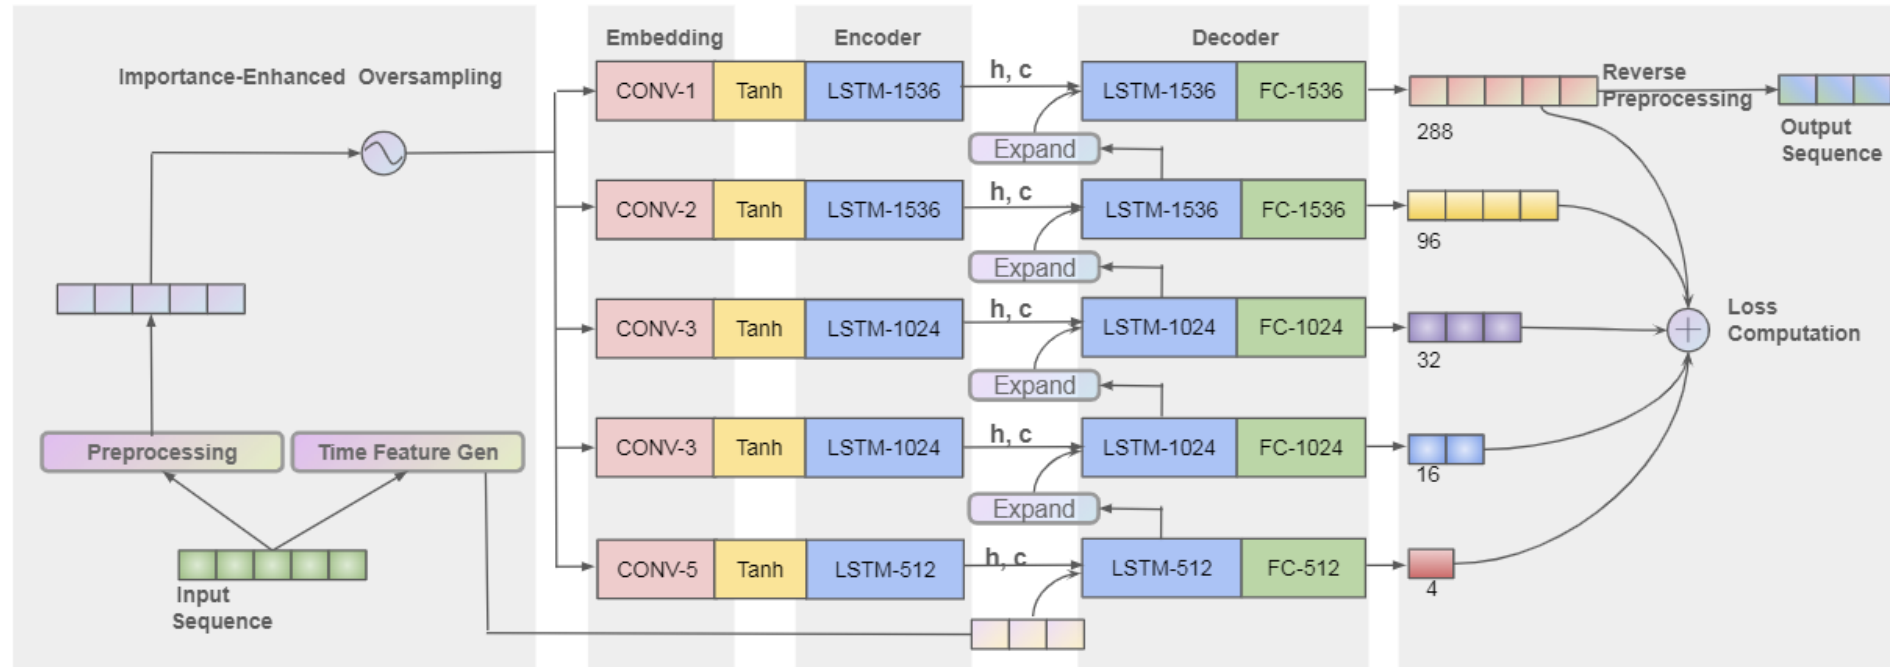 Embedding
Encoder
Decoder
Importance-Enhanced Oversampling
CONV-1 Tanh LSTM-1536 h, c LSTM-1536 FC-1536
Reverse
Preprocessing
288
Output
Sequence
Expand
CONV-2 Tanh LSTM-1536 h, c LSTM-1536 FC-1536
96
Expand
CONV-3 Tanh LSTM-1024 h, c LSTM-1024 FC-1024
32
Loss
Computation
Expand
CONV-3 Tanh LSTM-1024 h, c LSTM-1024 FC-1024
16
Preprocessing
Time Feature Gen
Expand
CONV-5 Tanh LSTM-512 h, c LSTM-512 FC-512
4
Input
Sequence